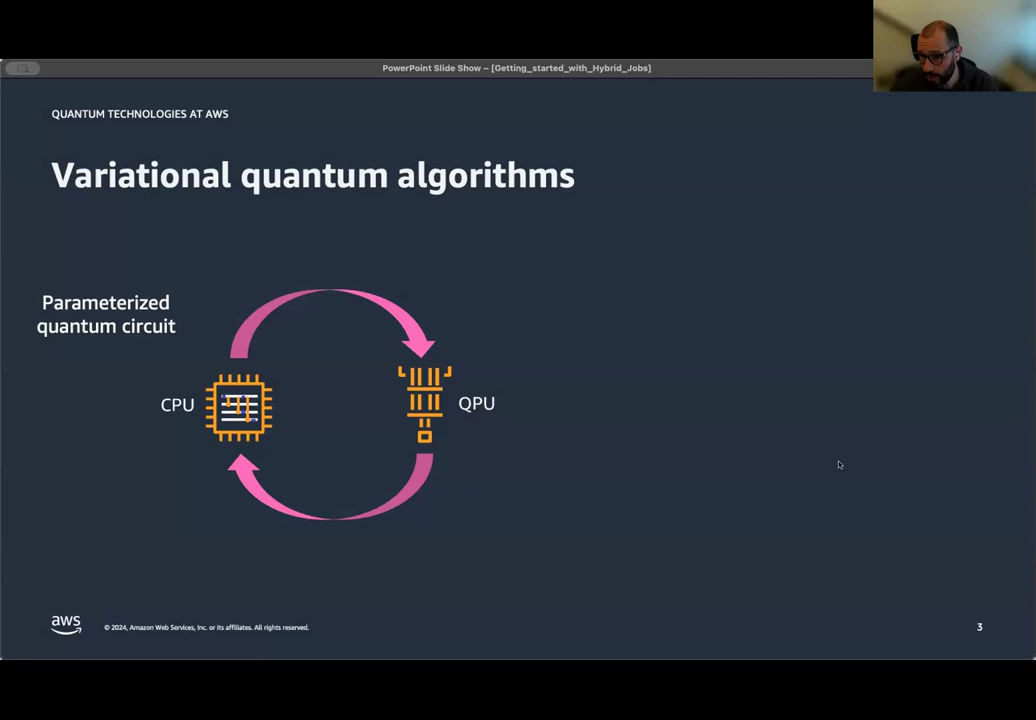 PowerPoint Slide Show – [Getting_started_with_Hybrid_Jobs]
QUANTUM TECHNOLOGIES AT AWS
Variational quantum algorithms
Parameterized
quantum circuit
CPU
QPU
aws
© 2024, Amazon Web Services, Inc. or its affiliates. All rights reserved.
3